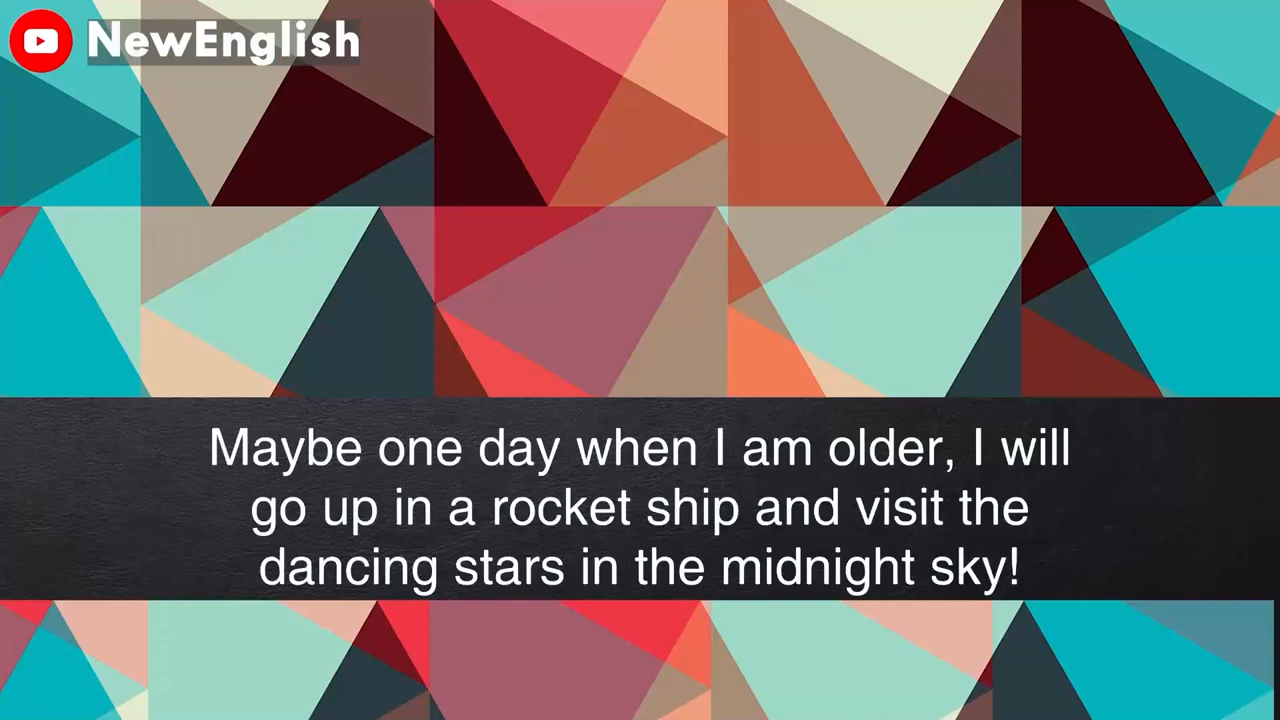 NewEnglish
Maybe one day when I am older, I will
go up in a rocket ship and visit the
dancing stars in the midnight sky!